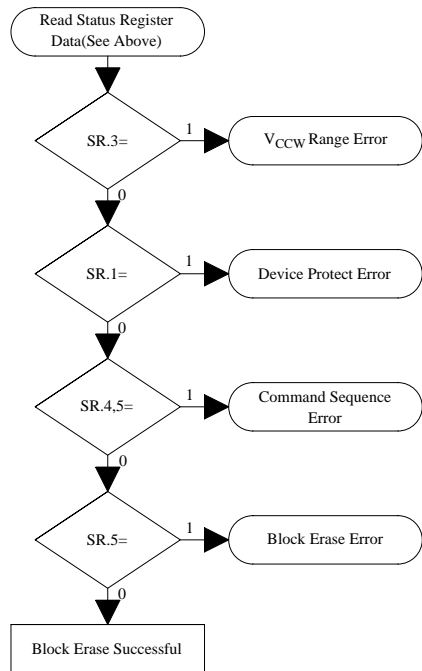 Read Status Register
Data(See Above)
SR.3=
1
VCCW Range Error
0
SR.1=
1
Device Protect Error
0
SR.4,5=
1
Command Sequence
Error
0
SR.5=
1
Block Erase Error
0
Block Erase Successful